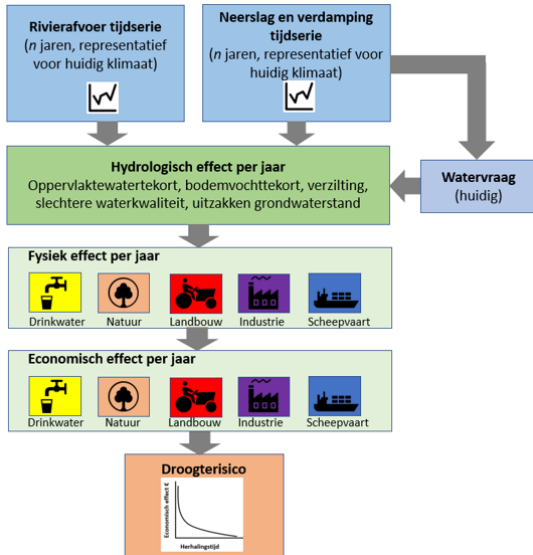 Rivierafvoer tijdserie
(n jaren, representatief
voor huidig klimaat)
Neerslag en verdamping
tijdserie
(n jaren, representatief voor
huidig klimaat)
Hydrologisch effect per jaar
Oppervlaktewatertekort, bodemvochttekort, verzilting,
slechtere waterkwaliteit, uitzakken grondwaterstand
Watervraag
(huidig)
Fysiek effect per jaar
Drinkwater Natuur Landbouw Industrie Scheepvaart
Economisch effect per jaar
Drinkwater Natuur Landbouw Industrie Scheepvaart
Droogterisico
Economisch effect €
Herhalingstijd